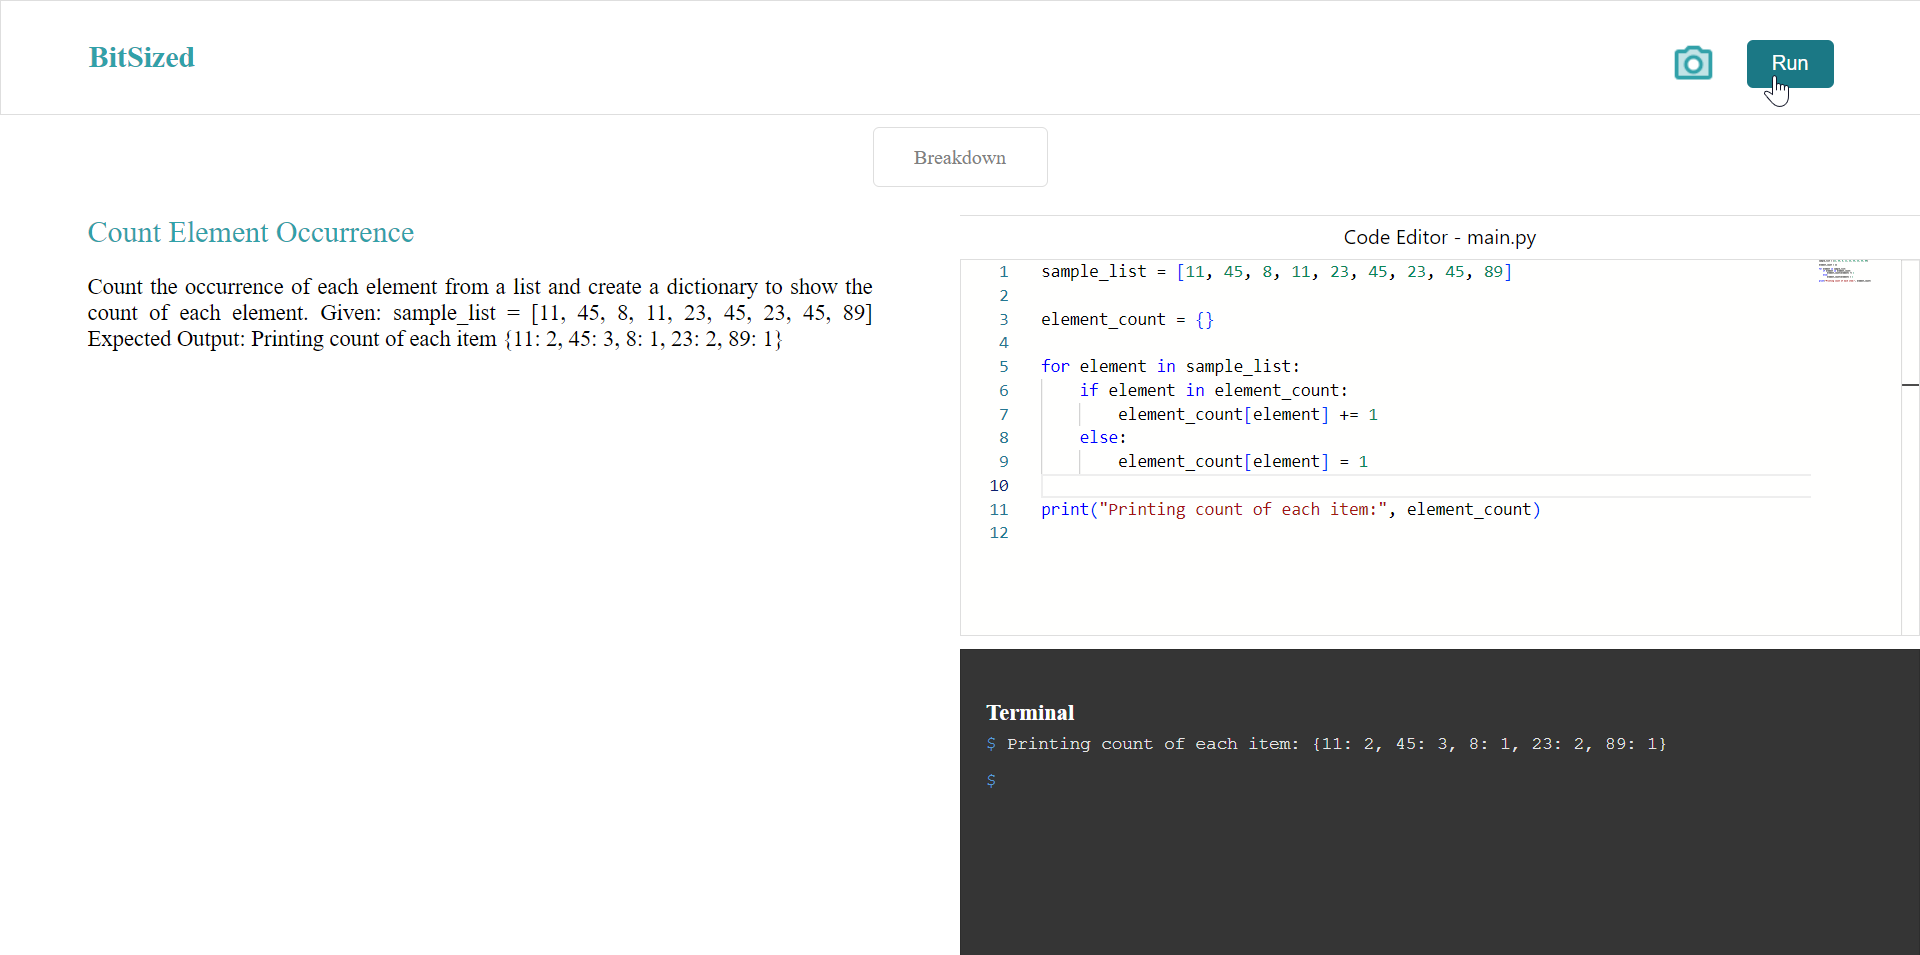 BitSized
Run
Breakdown
Count Element Occurrence
Count the occurrence of each element from a list and create a dictionary to show the
count of each element. Given: sample_list = [11, 45, 8, 11, 23, 45, 23, 45, 89]
Expected Output: Printing count of each item {11: 2, 45: 3, 8: 1, 23: 2, 89: 1}
Code Editor - main.py
1 sample_list = [11, 45, 8, 11, 23, 45, 23, 45, 89]
2
3 element_count = {}
4
5 for element in sample_list:
6     if element in element_count:
7         element_count[element] += 1
8     else:
9         element_count[element] = 1
10
11 print("Printing count of each item:", element_count)
12
Terminal
$ Printing count of each item: {11: 2, 45: 3, 8: 1, 23: 2, 89: 1}
$